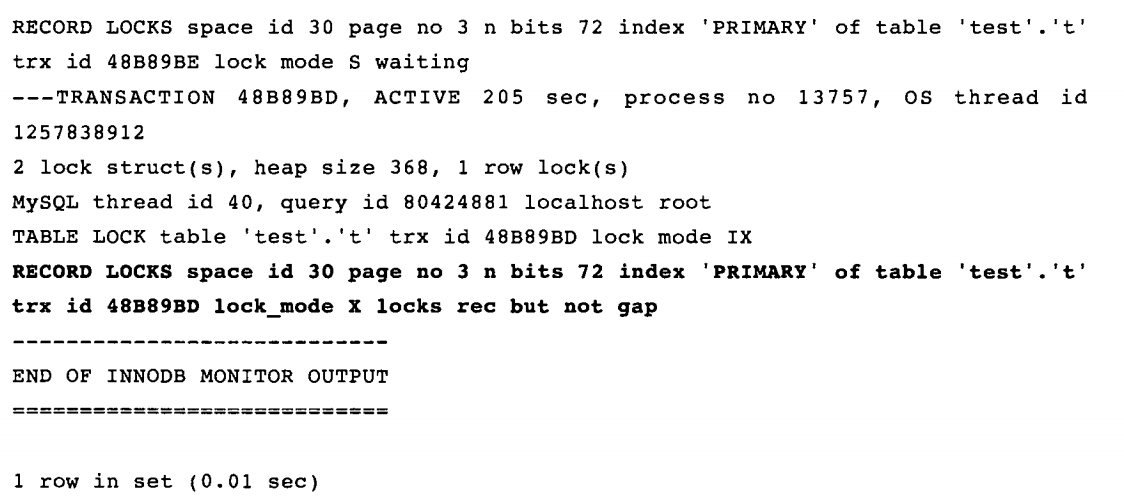 RECORD LOCKS space id 30 page no 3 n bits 72 index 'PRIMARY' of table 'test'.'t'
trx id 48B89BE lock mode S waiting
---TRANSACTION 48B89BD, ACTIVE 205 sec, process no 13757, OS thread id
1257838912
2 lock struct(s), heap size 368, 1 row lock(s)
MySQL thread id 40, query id 80424881 localhost root
TABLE LOCK table 'test'.'t' trx id 48B89BD lock mode IX
RECORD LOCKS space id 30 page no 3 n bits 72 index 'PRIMARY' of table 'test'.'t'
trx id 48B89BD lock_mode X locks rec but not gap
----------------------------
END OF INNODB MONITOR OUTPUT
============================
1 row in set (0.01 sec)